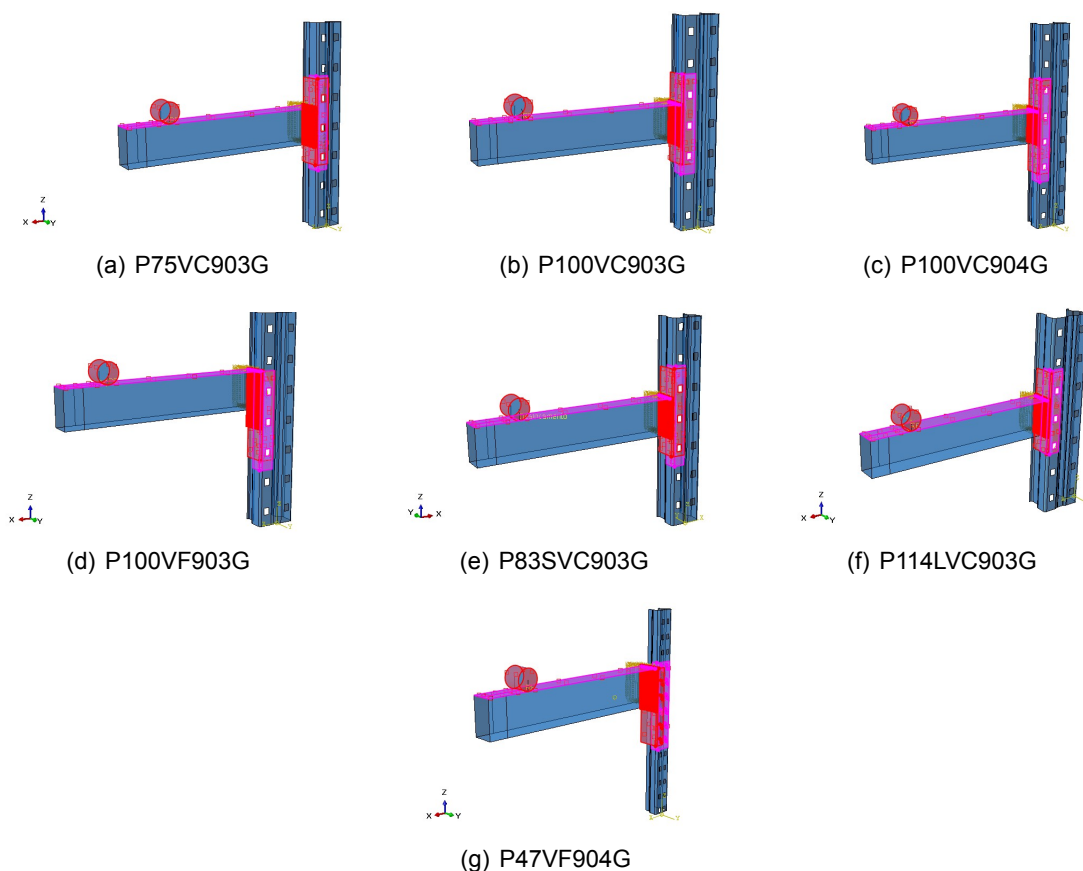 Z
X
Y
(a) P75VC903G
Z
X
Y
(b) P100VC903G
Z
X
Y
(c) P100VC904G
Z
X
Y
(d) P100VF903G
Z
Y
X
(e) P83SVC903G
Z
X
Y
(f) P114LVC903G
Z
X
Y
(g) P47VF904G